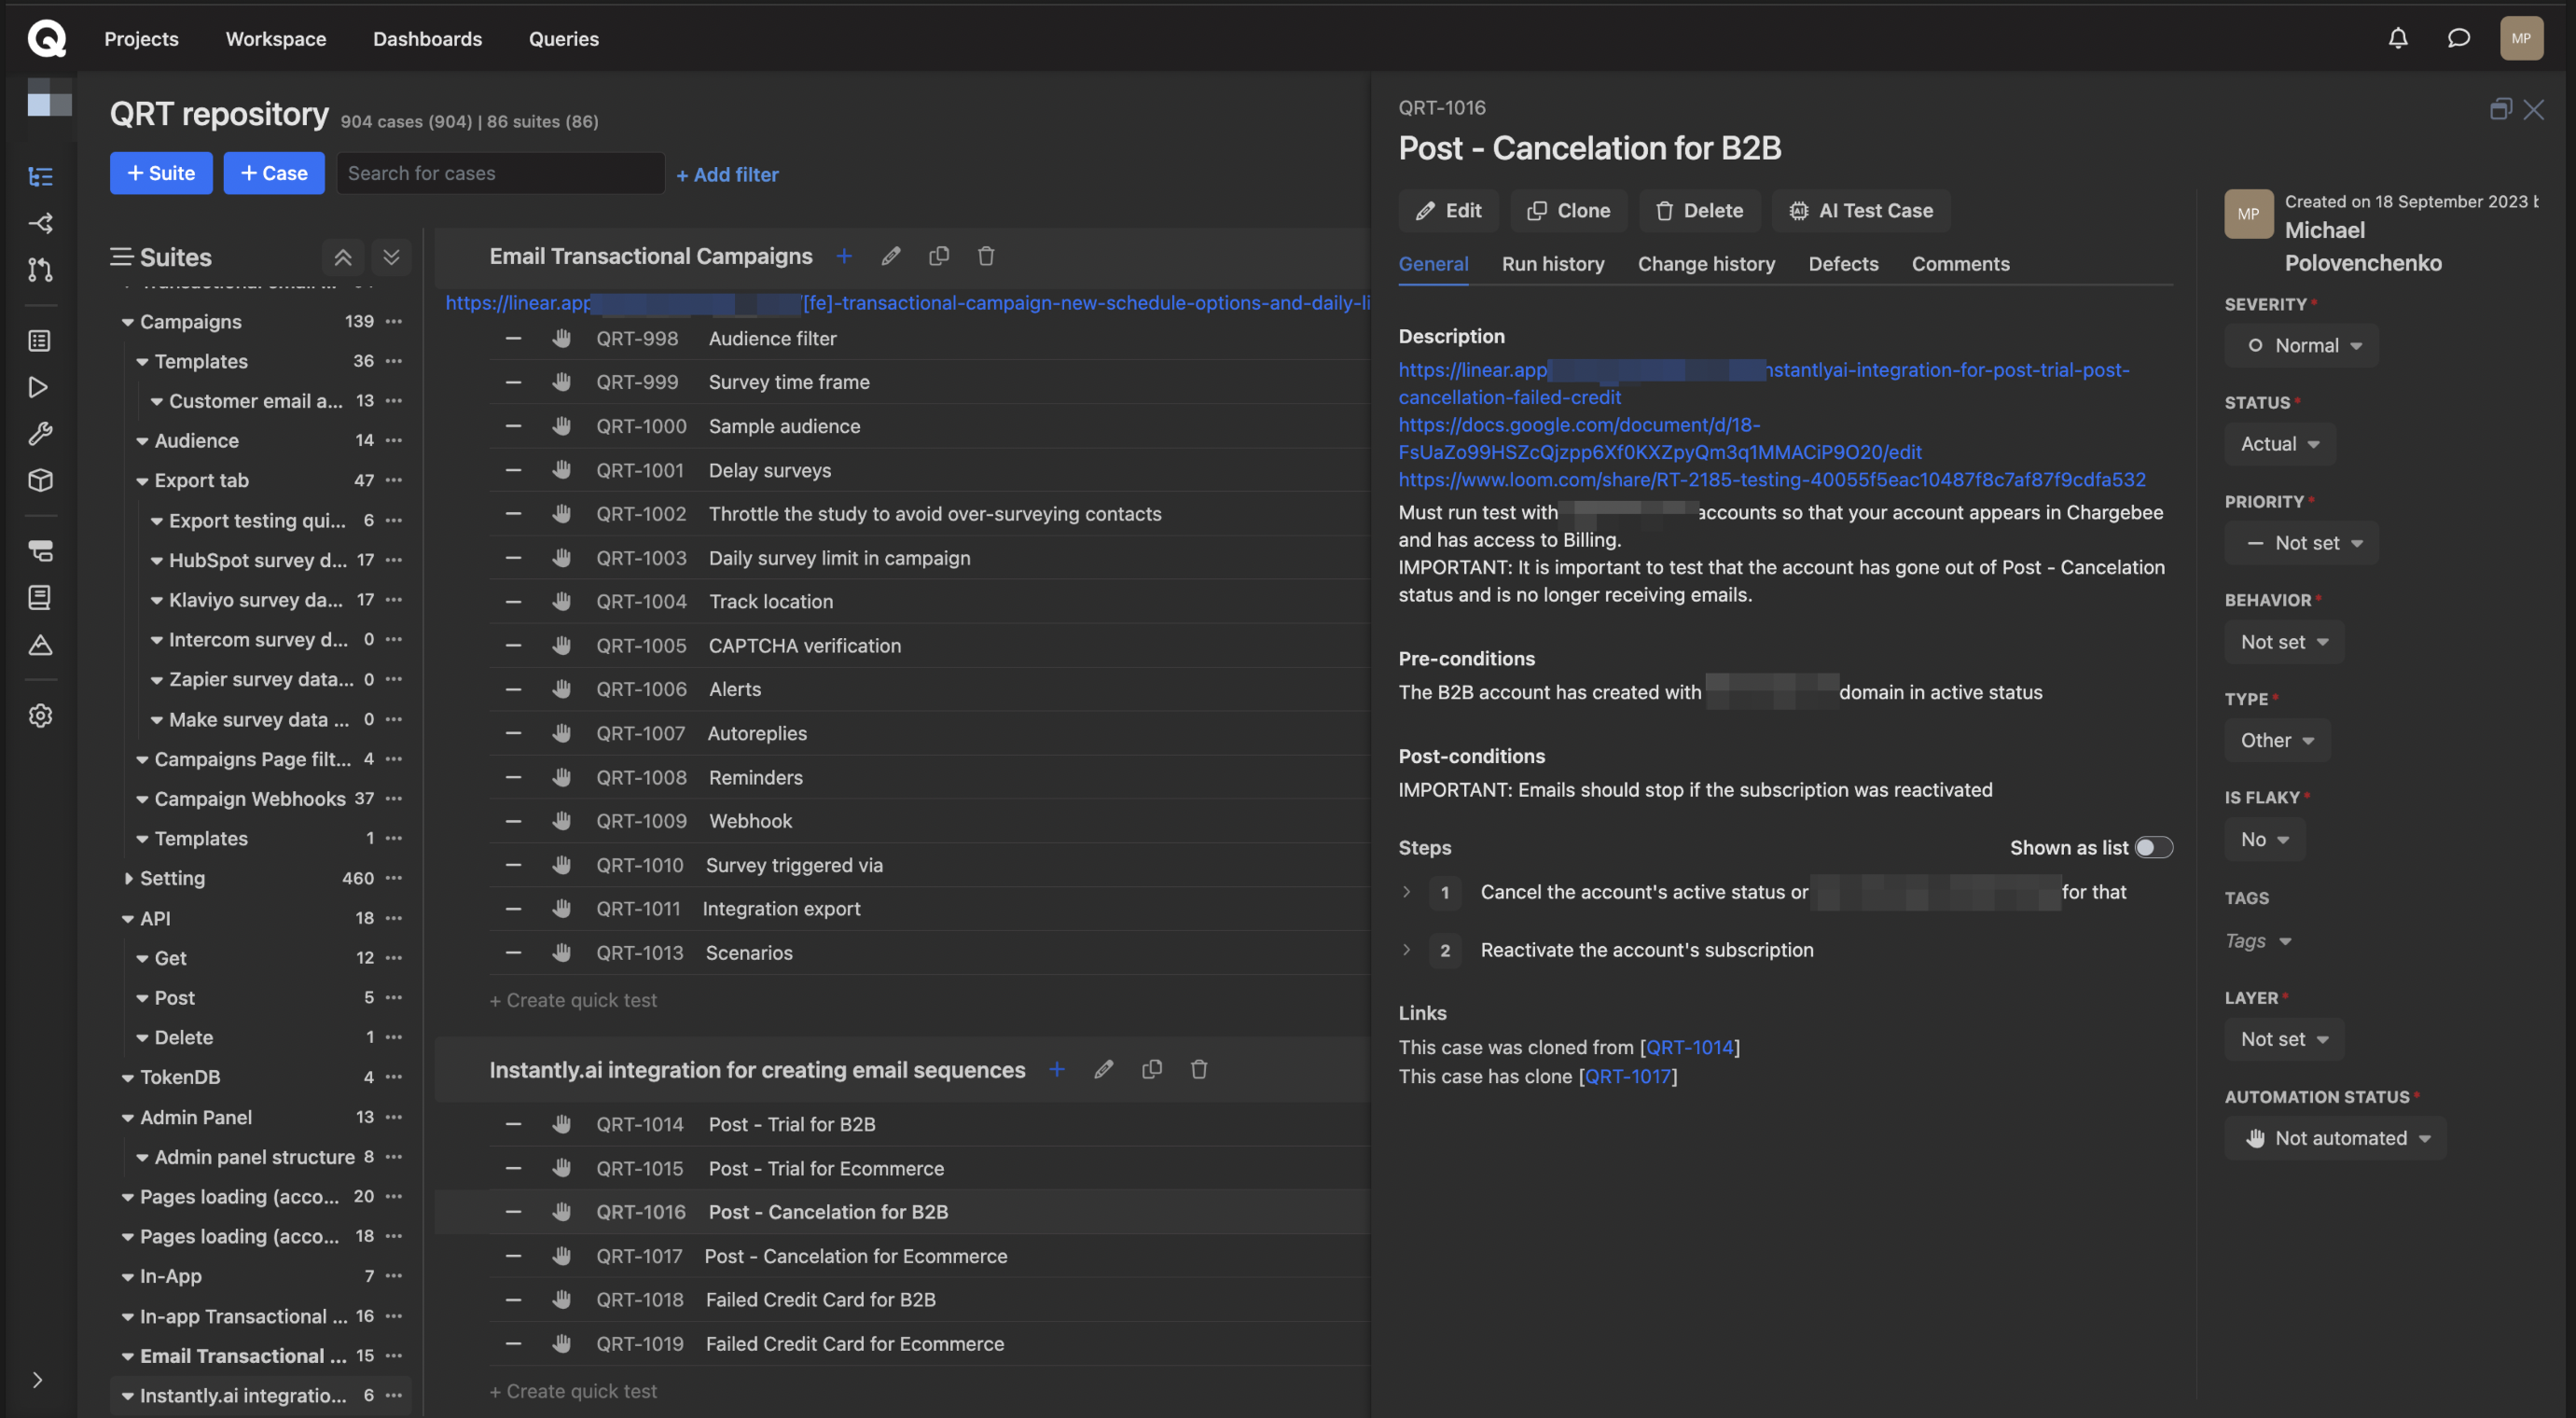 Projects Workspace Dashboards Queries MP
QRT repository 904 cases (904) | 86 suites (86)
+ Suite + Case Search for cases + Add filter
Suites
Campaigns 139
Templates 36
Customer email a... 13
Audience 14
Export tab 47
Export testing qui... 6
HubSpot survey d... 17
Klaviyo survey da... 17
Intercom survey d... 0
Zapier survey data... 0
Make survey data ... 0
Campaigns Page filt... 4
Campaign Webhooks 37
Templates 1
Setting 460
API 18
Get 12
Post 5
Delete 1
TokenDB 4
Admin Panel 13
Admin panel structure 8
Pages loading (acco... 20
Pages loading (acco... 18
In-App 7
In-app Transactional ... 16
Email Transactional ... 15
Instantly.ai integratio... 6
Email Transactional Campaigns
https://linear.app /[fe]-transactional-campaign-new-schedule-options-and-daily-li
QRT-998 Audience filter
QRT-999 Survey time frame
QRT-1000 Sample audience
QRT-1001 Delay surveys
QRT-1002 Throttle the study to avoid over-surveying contacts
QRT-1003 Daily survey limit in campaign
QRT-1004 Track location
QRT-1005 CAPTCHA verification
QRT-1006 Alerts
QRT-1007 Autoreplies
QRT-1008 Reminders
QRT-1009 Webhook
QRT-1010 Survey triggered via
QRT-1011 Integration export
QRT-1013 Scenarios
+ Create quick test
Instantly.ai integration for creating email sequences
QRT-1014 Post - Trial for B2B
QRT-1015 Post - Trial for Ecommerce
QRT-1016 Post - Cancelation for B2B
QRT-1017 Post - Cancelation for Ecommerce
QRT-1018 Failed Credit Card for B2B
QRT-1019 Failed Credit Card for Ecommerce
+ Create quick test
QRT-1016
Post - Cancelation for B2B
Edit Clone Delete AI Test Case
General Run history Change history Defects Comments
Description
https://linear.app nstantlyai-integration-for-post-trial-post-
cancellation-failed-credit
https://docs.google.com/document/d/18-
FsUaZo99HSZcQjzpp6Xf0KXZpyQm3q1MMACiP9O20/edit
https://www.loom.com/share/RT-2185-testing-40055f5eac10487f8c7af87f9cdfa532
Must run test with accounts so that your account appears in Chargebee
and has access to Billing.
IMPORTANT: It is important to test that the account has gone out of Post - Cancelation
status and is no longer receiving emails.
Pre-conditions
The B2B account has created with domain in active status
Post-conditions
IMPORTANT: Emails should stop if the subscription was reactivated
Steps Shown as list
1 Cancel the account's active status or for that
2 Reactivate the account's subscription
Links
This case was cloned from [QRT-1014]
This case has clone [QRT-1017]
MP
Created on 18 September 2023 b
Michael
Polovenchenko
SEVERITY*
Normal
STATUS*
Actual
PRIORITY*
Not set
BEHAVIOR*
Not set
TYPE*
Other
IS FLAKY*
No
TAGS
Tags
LAYER*
Not set
AUTOMATION STATUS*
Not automated